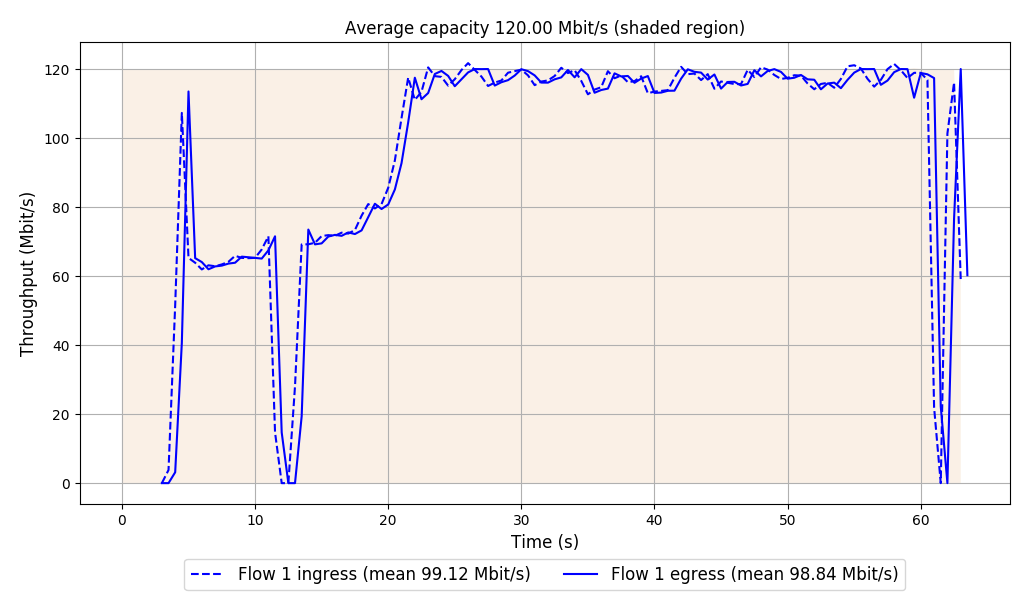 Average capacity 120.00 Mbit/s (shaded region)
Throughput (Mbit/s)
120
100
80
60
40
20
0
0 10 20 30 40 50 60
Time (s)
Flow 1 ingress (mean 99.12 Mbit/s) Flow 1 egress (mean 98.84 Mbit/s)